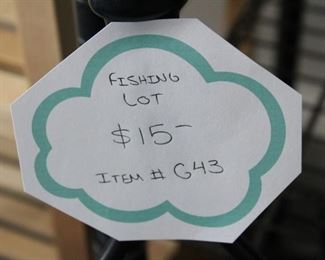 FISHING
LOT
$15-
ITEM # G43